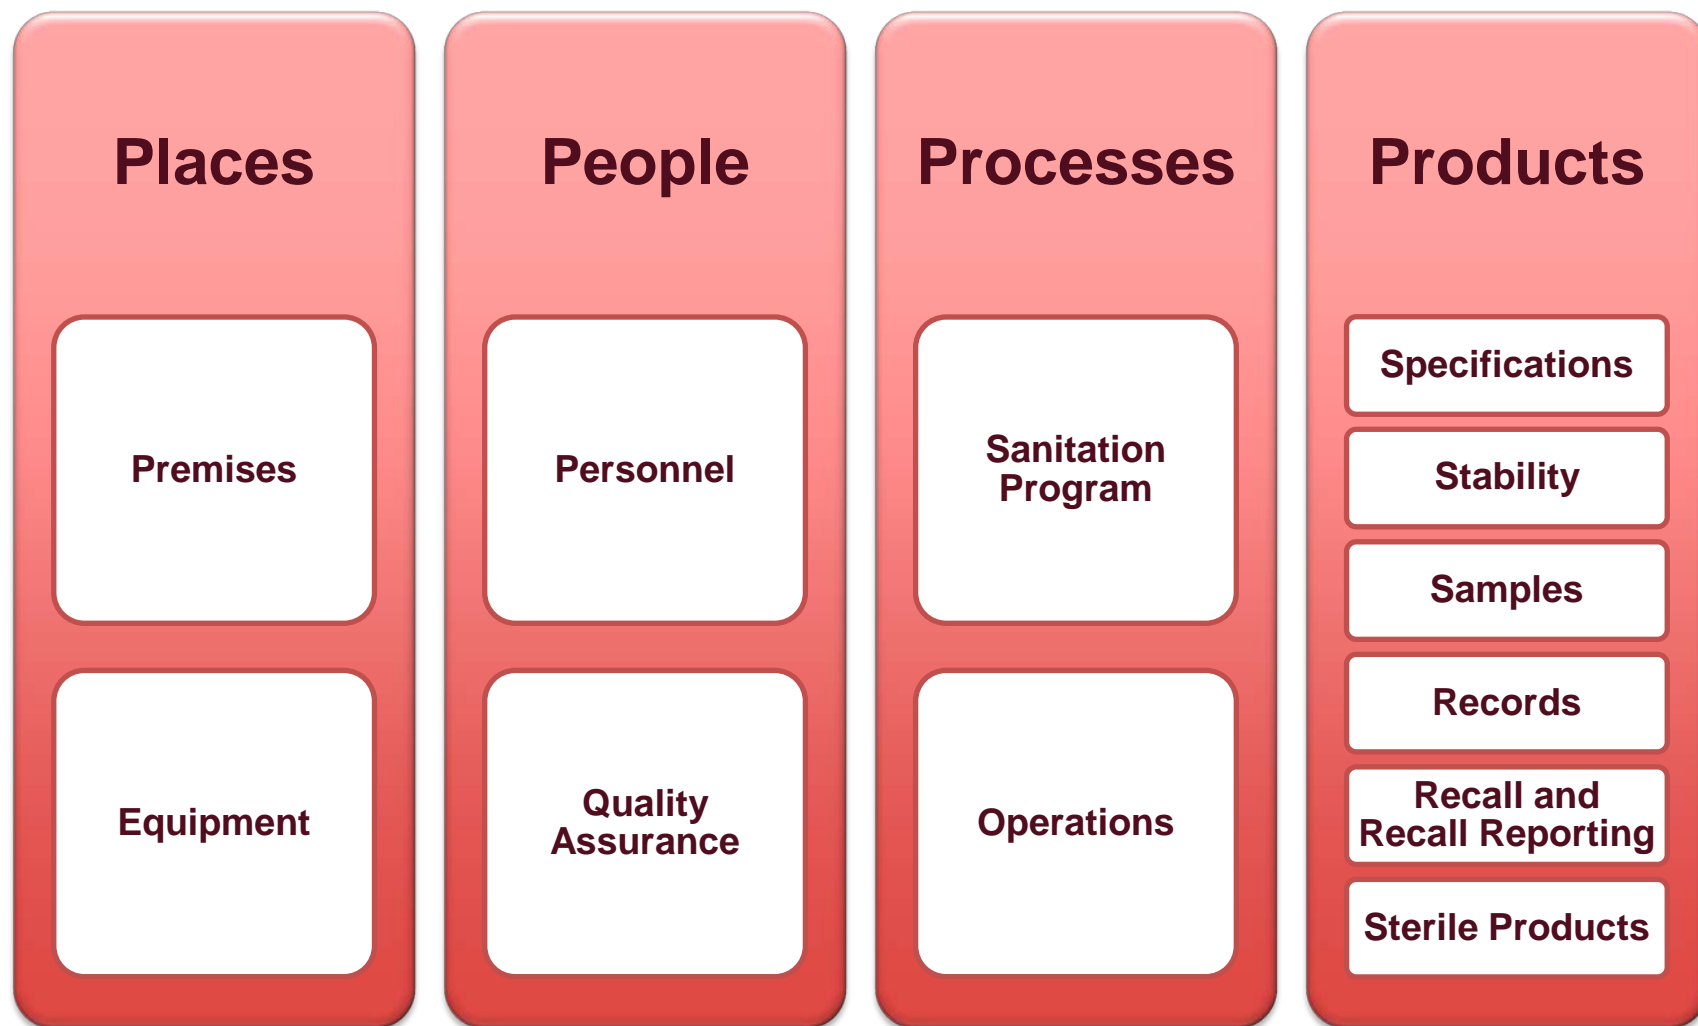 Places
Premises
Equipment
People
Personnel
Quality
Assurance
Processes
Sanitation
Program
Operations
Products
Specifications
Stability
Samples
Records
Recall and
Recall Reporting
Sterile Products